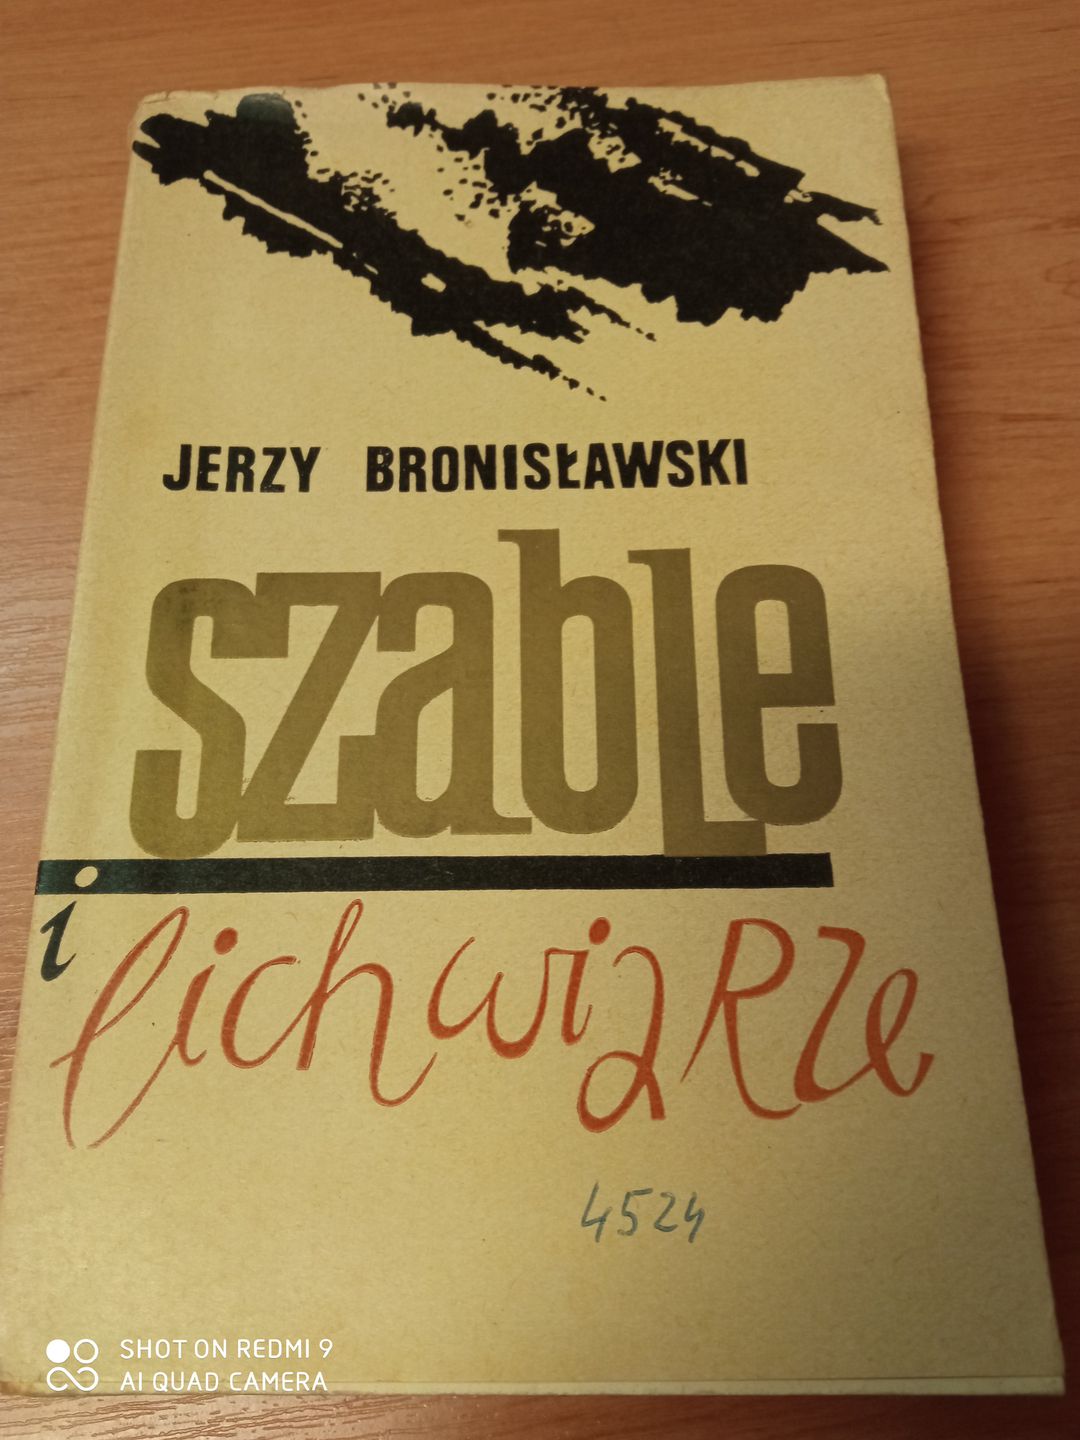 JERZY BRONISŁAWSKI
szable
i lichwiarze
4524
SHOT ON REDMI 9
AI QUAD CAMERA